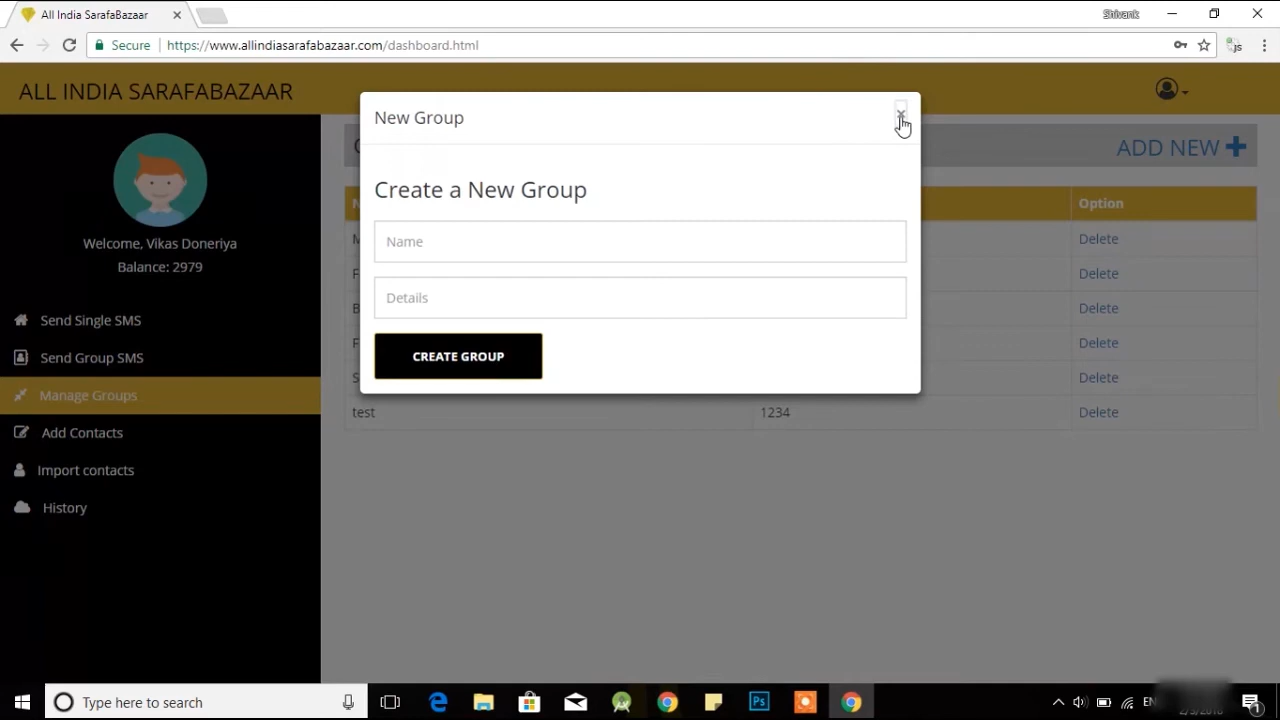 All India SarafaBazaar
Shivank
Secure
https://www.allindiasarafabazaar.com/dashboard.html
ALL INDIA SARAFABAZAAR
New Group
ADD NEW
Create a New Group
Option
Name
Welcome, Vikas Doneriya
Delete
Balance: 2979
Delete
Details
Delete
Send Single SMS
Delete
Send Group SMS
CREATE GROUP
Delete
Manage Groups
test
1234
Delete
Add Contacts
Import contacts
History
Type here to search
Ps
EN